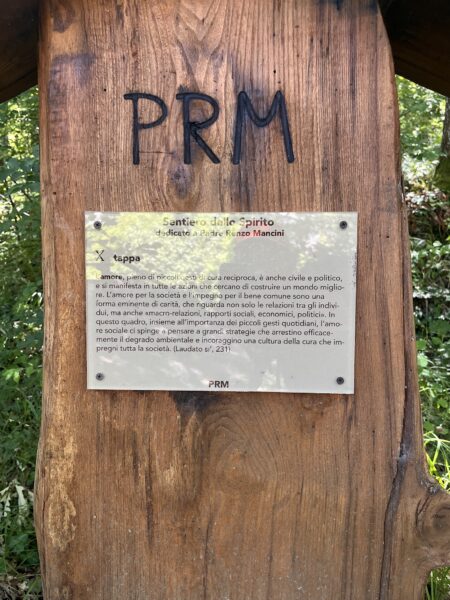 PRM
Sentiero dello Spirito
dedicato a Padre Renzo Mancini
X tappa
L'amore, pieno di piccoli gesti di cura reciproca, è anche civile e politico,
e si manifesta in tutte le azioni che cercano di costruire un mondo miglio-
re. L'amore per la società e l'impegno per il bene comune sono una
forma eminente di carità, che riguarda non solo le relazioni tra gli indivi-
dui, ma anche «macro-relazioni, rapporti sociali, economici, politici». In
questo quadro, insieme all'importanza dei piccoli gesti quotidiani, l'amo-
re sociale ci spinge a pensare a grandi strategie che arrestino efficace-
mente il degrado ambientale e incoraggino una cultura della cura che im-
pregni tutta la società. (Laudato si', 231)
PRM